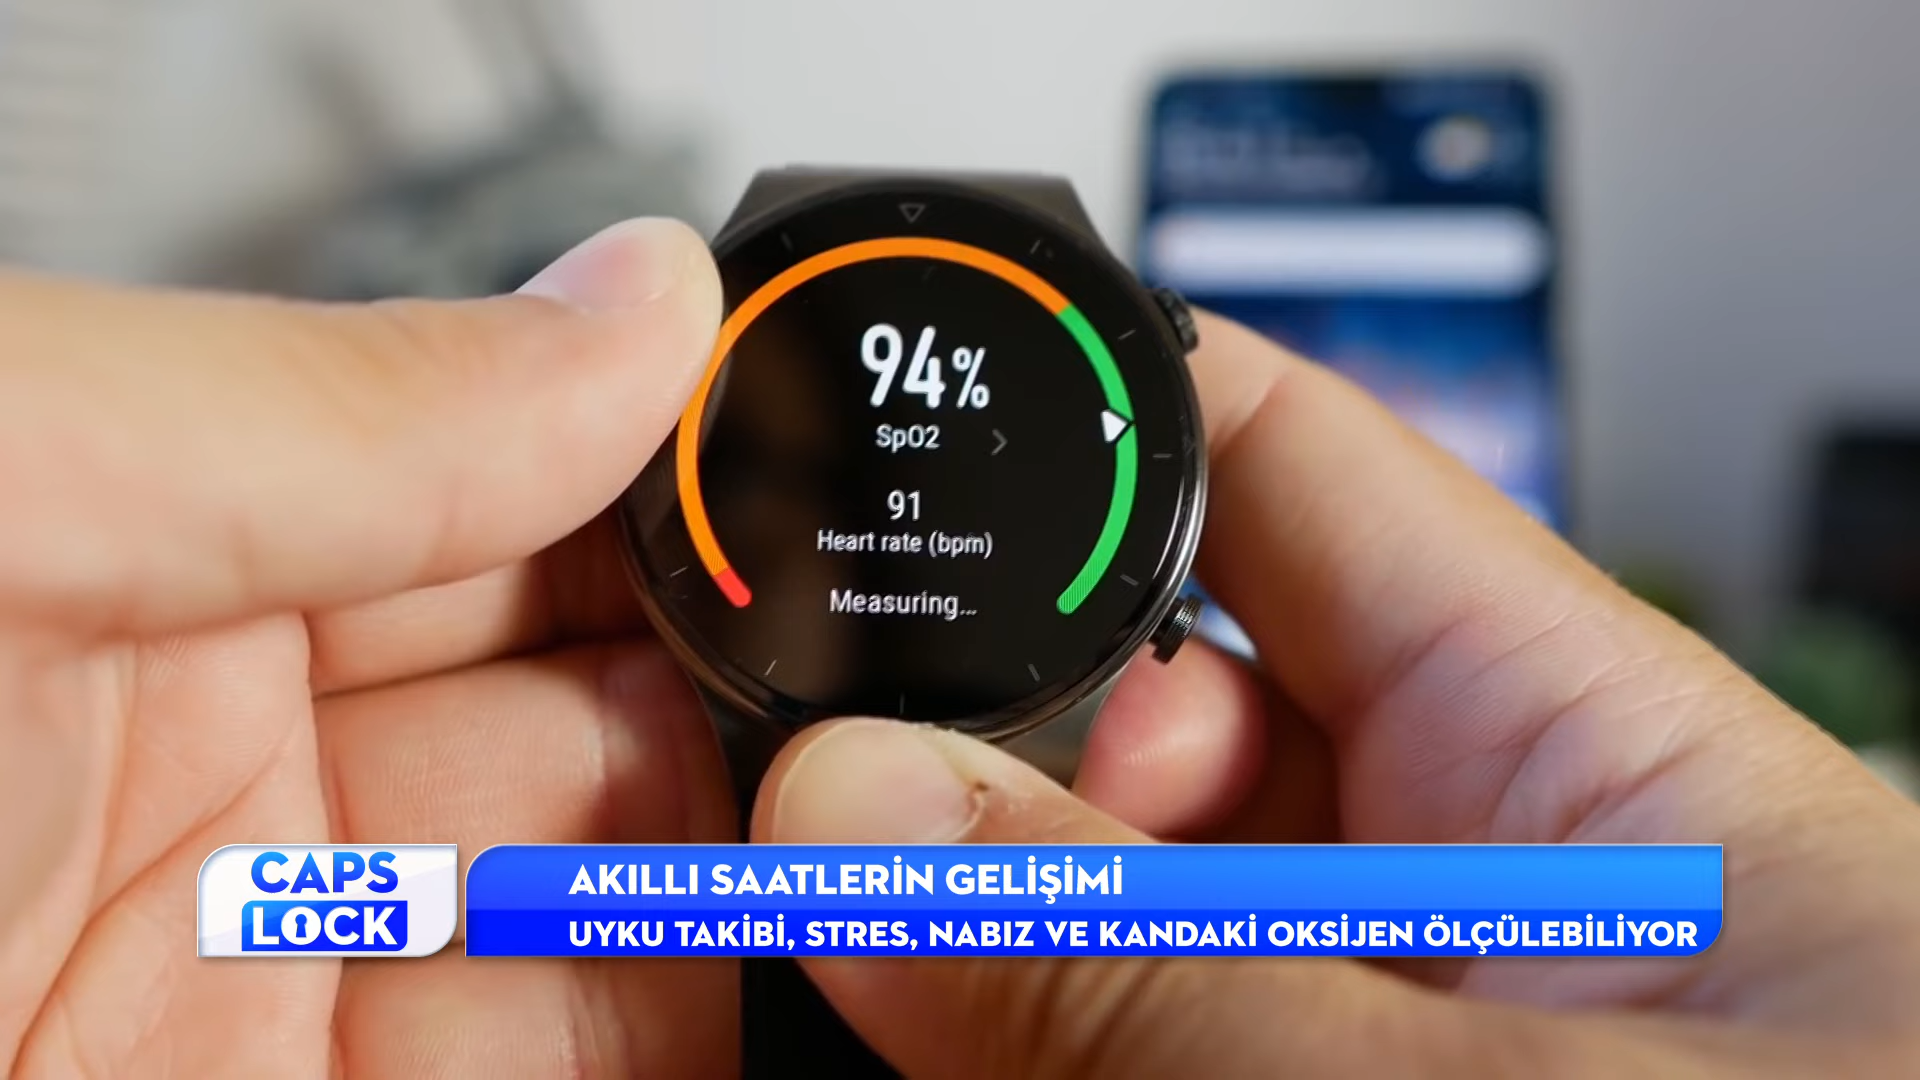 94%
SpO2
91
Heart rate (bpm)
Measuring...
CAPS
LOCK
AKILLI SAATLERİN GELİŞİMİ
UYKU TAKİBİ, STRES, NABIZ VE KANDAKİ OKSİJEN ÖLÇÜLEBİLİYOR